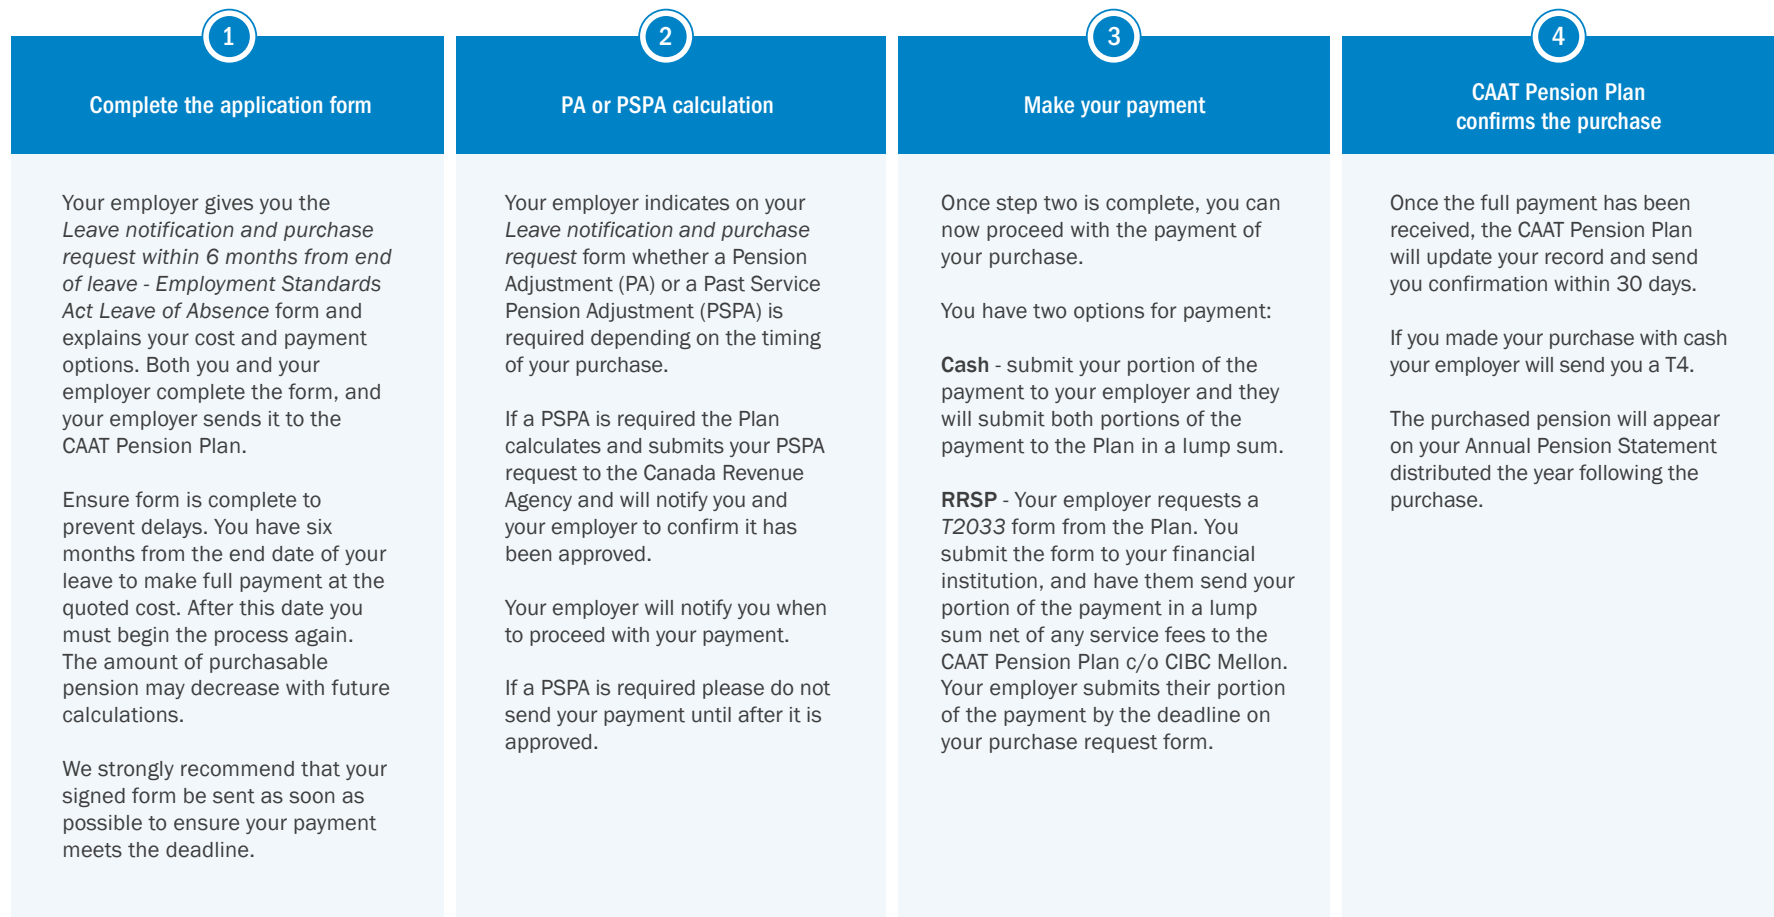 1
Complete the application form
Your employer gives you the
Leave notification and purchase
request within 6 months from end
of leave - Employment Standards
Act Leave of Absence form and
explains your cost and payment
options. Both you and your
employer complete the form, and
your employer sends it to the
CAAT Pension Plan.
Ensure form is complete to
prevent delays. You have six
months from the end date of your
leave to make full payment at the
quoted cost. After this date you
must begin the process again.
The amount of purchasable
pension may decrease with future
calculations.
We strongly recommend that your
signed form be sent as soon as
possible to ensure your payment
meets the deadline.
2
PA or PSPA calculation
Your employer indicates on your
Leave notification and purchase
request form whether a Pension
Adjustment (PA) or a Past Service
Pension Adjustment (PSPA) is
required depending on the timing
of your purchase.
If a PSPA is required the Plan
calculates and submits your PSPA
request to the Canada Revenue
Agency and will notify you and
your employer to confirm it has
been approved.
Your employer will notify you when
to proceed with your payment.
If a PSPA is required please do not
send your payment until after it is
approved.
3
Make your payment
Once step two is complete, you can
now proceed with the payment of
your purchase.
You have two options for payment:
Cash - submit your portion of the
payment to your employer and they
will submit both portions of the
payment to the Plan in a lump sum.
RRSP - Your employer requests a
T2033 form from the Plan. You
submit the form to your financial
institution, and have them send your
portion of the payment in a lump
sum net of any service fees to the
CAAT Pension Plan c/o CIBC Mellon.
Your employer submits their portion
of the payment by the deadline on
your purchase request form.
4
CAAT Pension Plan
confirms the purchase
Once the full payment has been
received, the CAAT Pension Plan
will update your record and send
you confirmation within 30 days.
If you made your purchase with cash
your employer will send you a T4.
The purchased pension will appear
on your Annual Pension Statement
distributed the year following the
purchase.